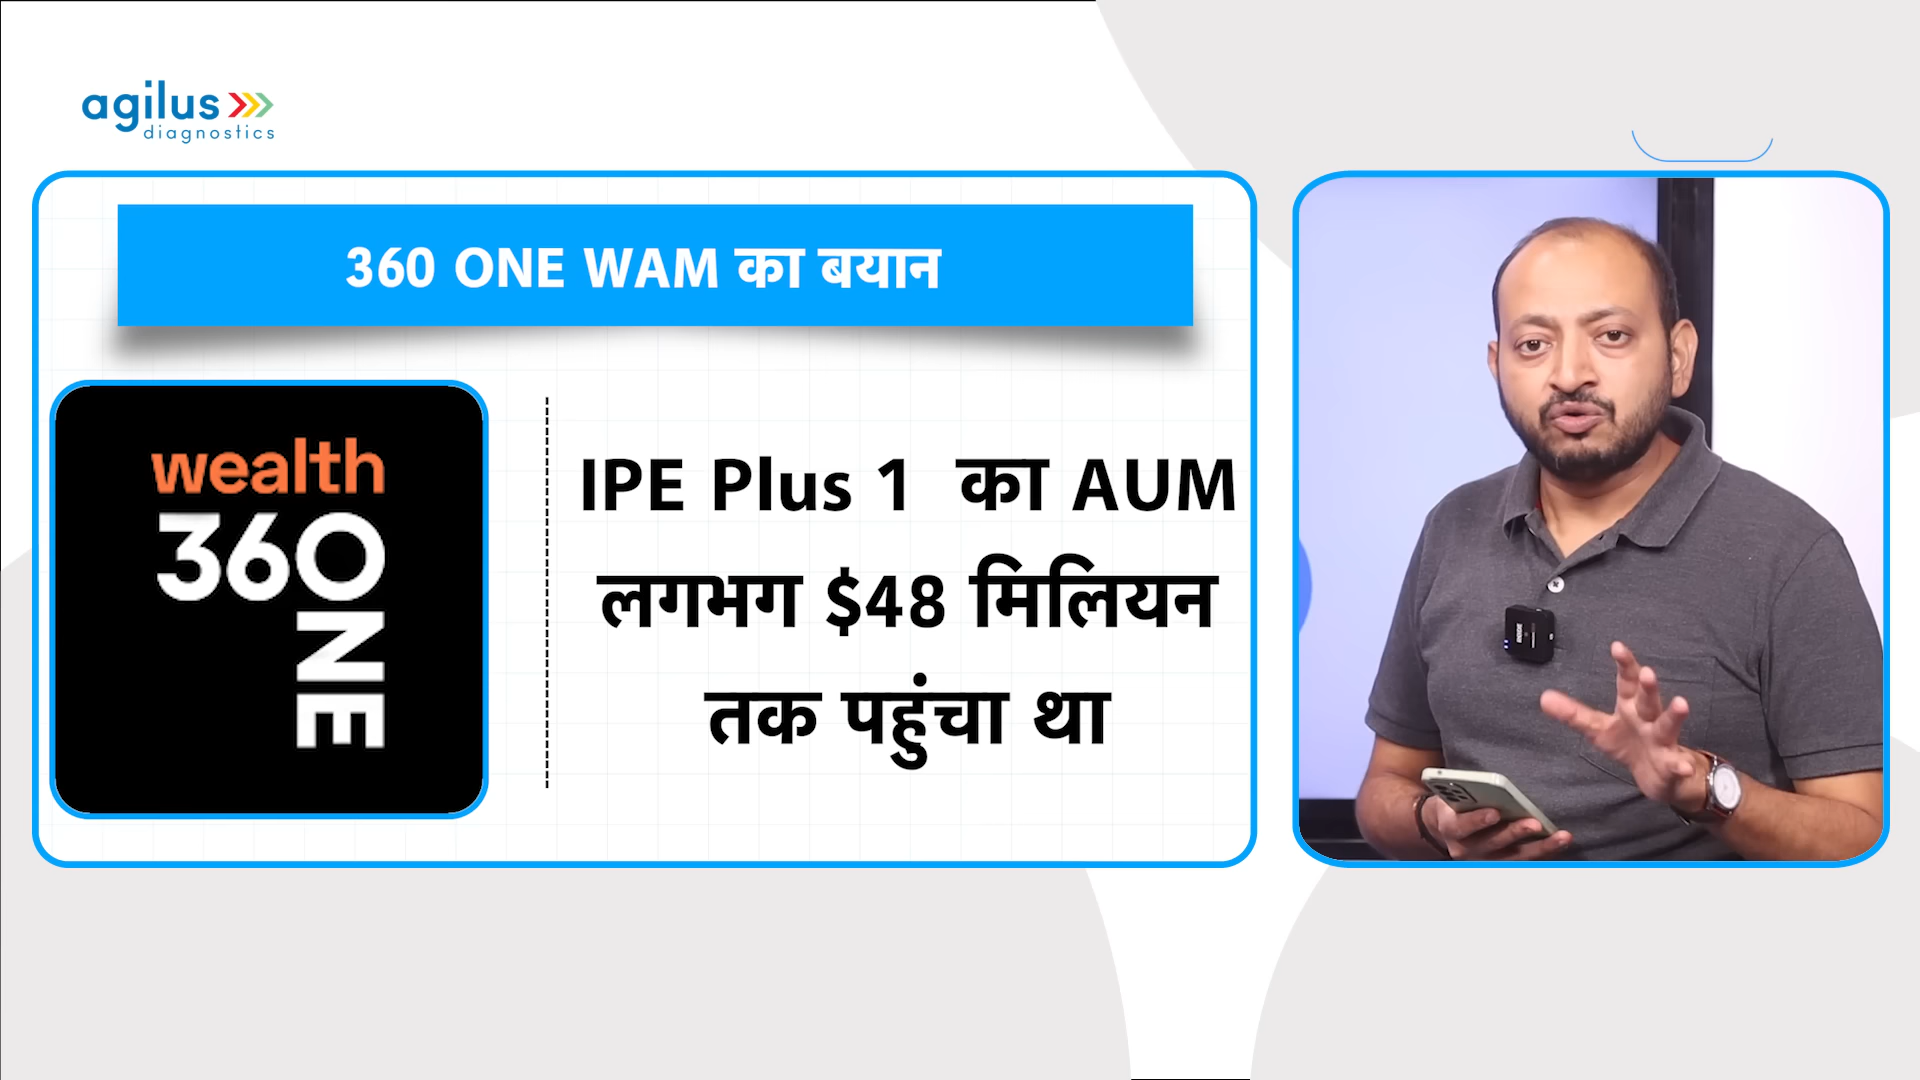 agilus
diagnostics
360 ONE WAM का बयान
wealth
360
ONE
IPE Plus 1 का AUM
लगभग $48 मिलियन
तक पहुंचा था